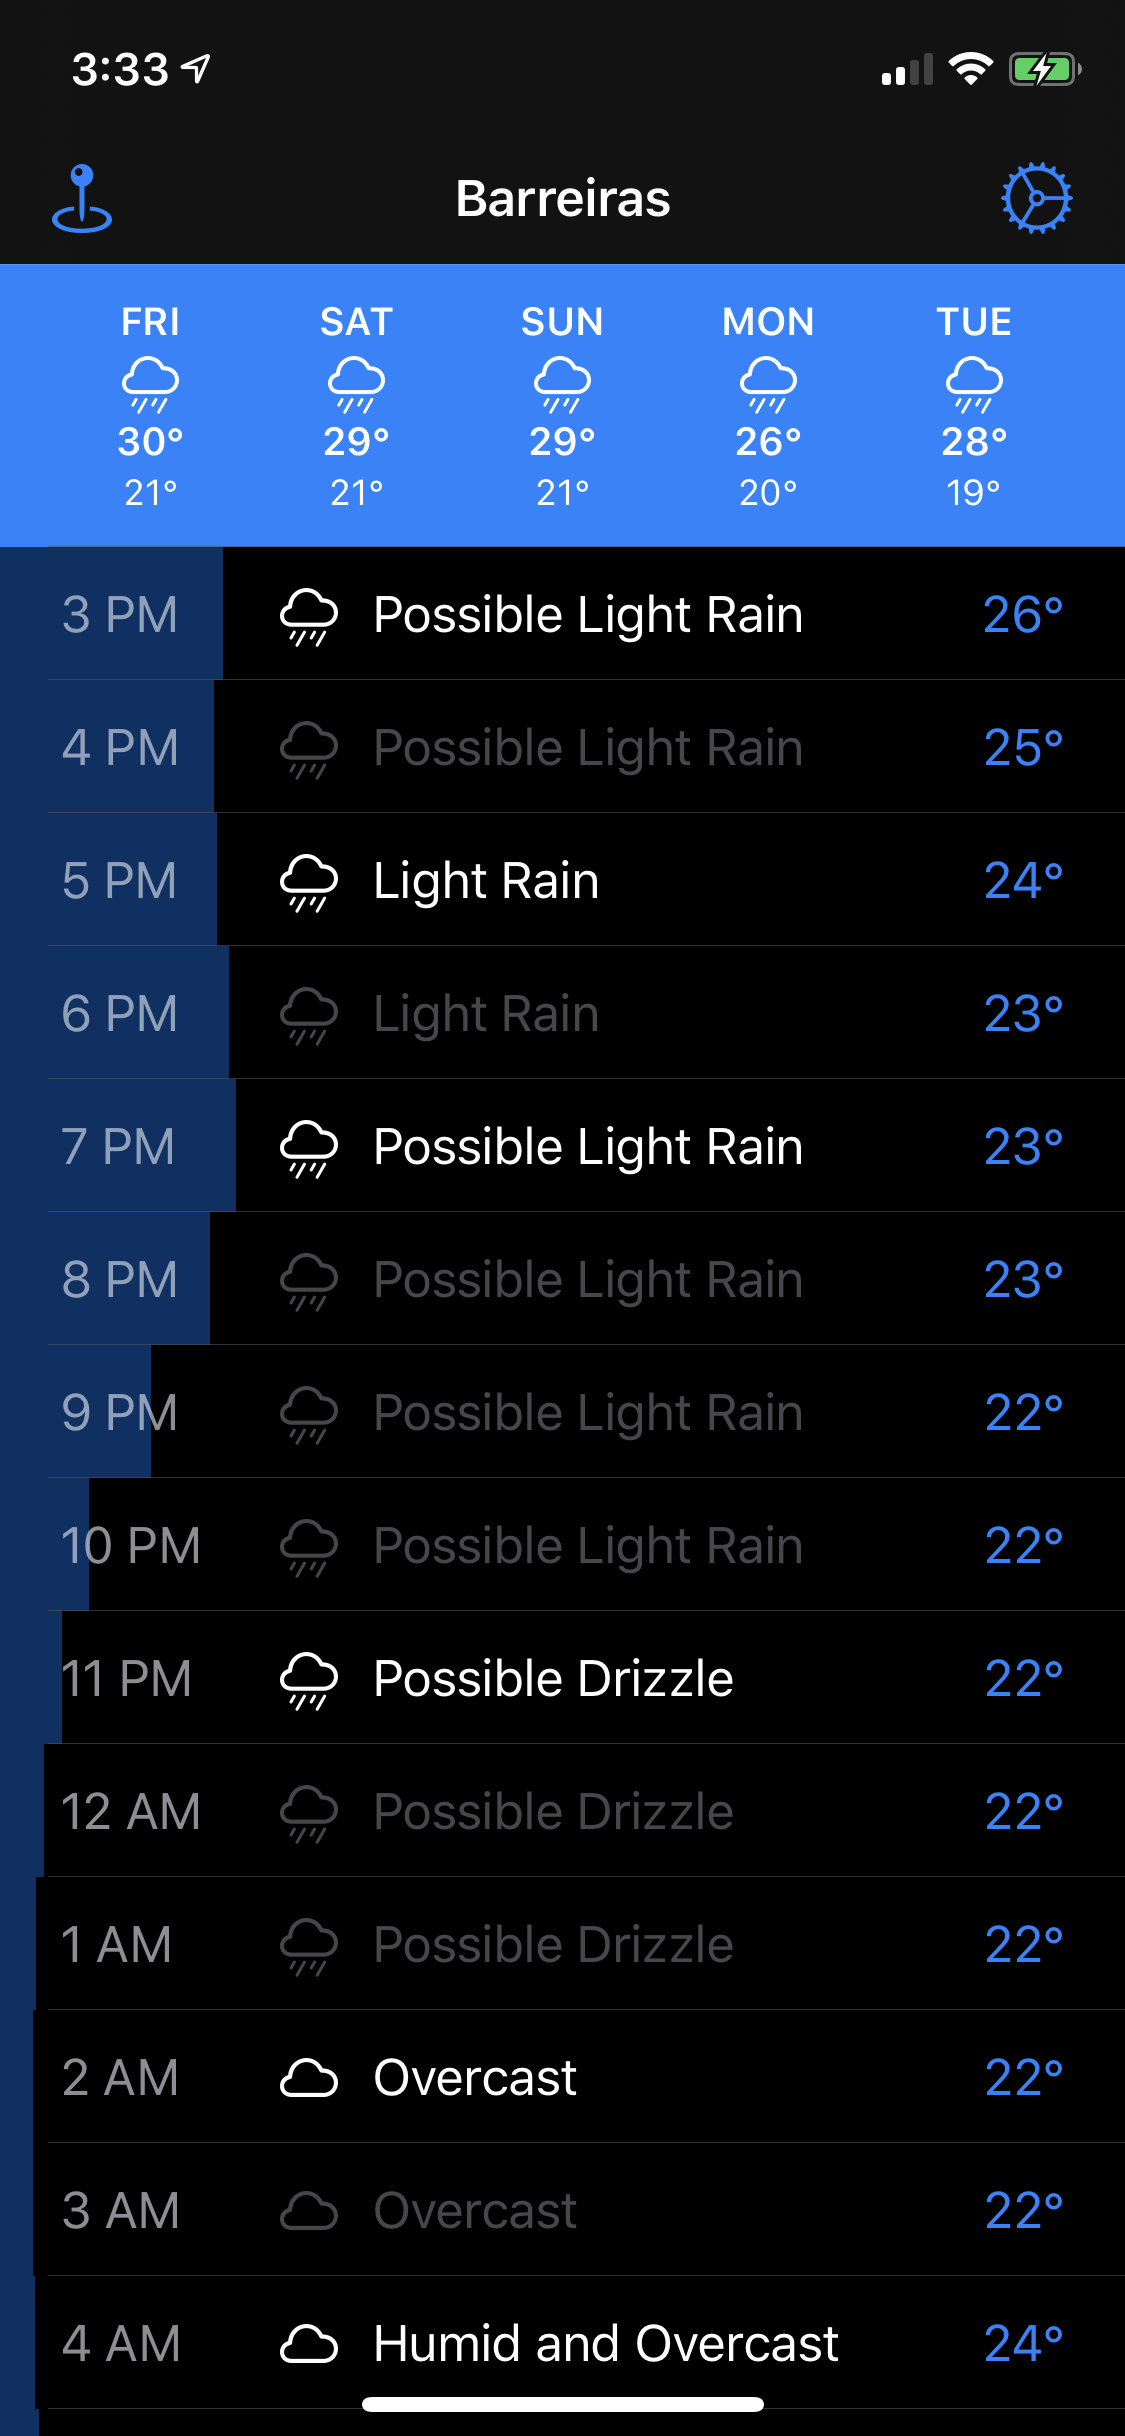 3:33
Barreiras
FRI SAT SUN MON TUE
30° 29° 29° 26° 28°
21° 21° 21° 20° 19°
3 PM Possible Light Rain 26°
4 PM Possible Light Rain 25°
5 PM Light Rain 24°
6 PM Light Rain 23°
7 PM Possible Light Rain 23°
8 PM Possible Light Rain 23°
9 PM Possible Light Rain 22°
10 PM Possible Light Rain 22°
11 PM Possible Drizzle 22°
12 AM Possible Drizzle 22°
1 AM Possible Drizzle 22°
2 AM Overcast 22°
3 AM Overcast 22°
4 AM Humid and Overcast 24°